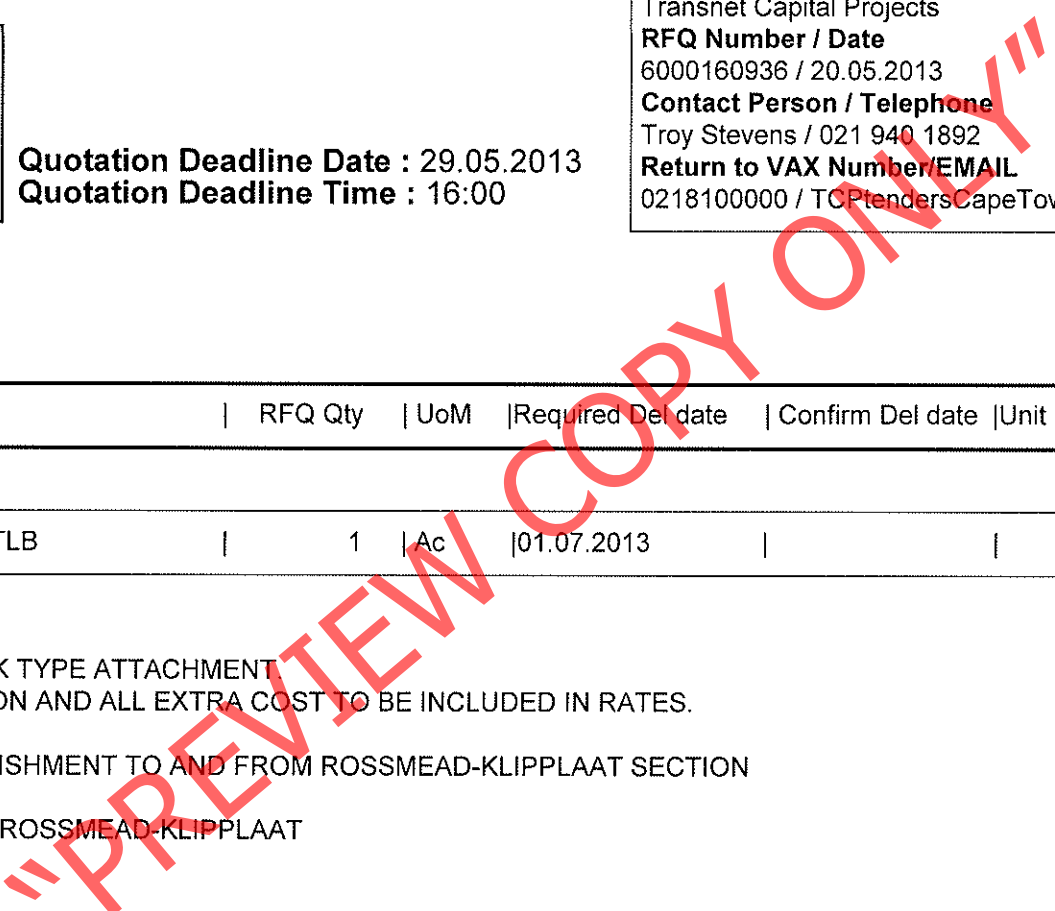 Transnet Capital Projects
RFQ Number / Date
6000160936 / 20.05.2013
Contact Person / Telephone
Troy Stevens / 021 940 1892
Return to VAX Number/EMAIL
0218100000 / TCPtendersCapeTov
Quotation Deadline Date : 29.05.2013
Quotation Deadline Time : 16:00
| RFQ Qty | UoM |Required Del date | Confirm Del date |Unit
TLB | 1 | Ac |01.07.2013 | |
K TYPE ATTACHMENT.
ON AND ALL EXTRA COST TO BE INCLUDED IN RATES.
ISHMENT TO AND FROM ROSSMEAD-KLIPPLAAT SECTION
ROSSMEAD-KLIPPLAAT
"PREVIEW COPY ONLY"